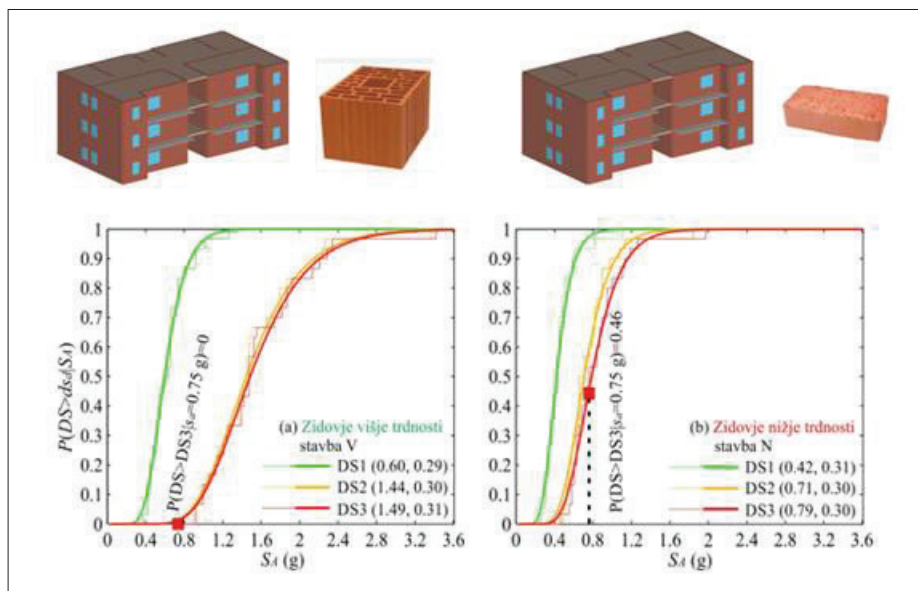 P(DS>ds_d|S_A)
1
0.9
0.8
0.7
0.6
0.5
0.4
0.3
0.2
0.1
0
P(DS>DS3|s_d=0.75 g)=0
(a) Zidovje višje trdnosti
stavba V
DS1 (0.60, 0.29)
DS2 (1.44, 0.30)
DS3 (1.49, 0.31)
0 0.4 0.8 1.2 1.6 2 2.4 2.8 3.2 3.6
S_A (g)
1
0.9
0.8
0.7
0.6
0.5
0.4
0.3
0.2
0.1
0
P(DS>DS3|s_d=0.75 g)=0.46
(b) Zidovje nižje trdnosti
stavba N
DS1 (0.42, 0.31)
DS2 (0.71, 0.30)
DS3 (0.79, 0.30)
0 0.4 0.8 1.2 1.6 2 2.4 2.8 3.2 3.6
S_A (g)